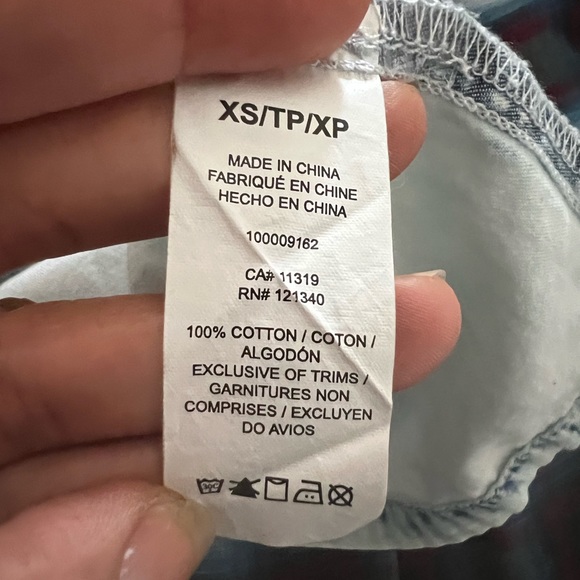 XS/TP/XP
MADE IN CHINA
FABRIQUÉ EN CHINE
HECHO EN CHINA
100009162
CA# 11319
RN# 121340
100% COTTON / COTON /
ALGODÓN
EXCLUSIVE OF TRIMS /
GARNITURES NON
COMPRISES / EXCLUYEN
DO AVIOS
30C